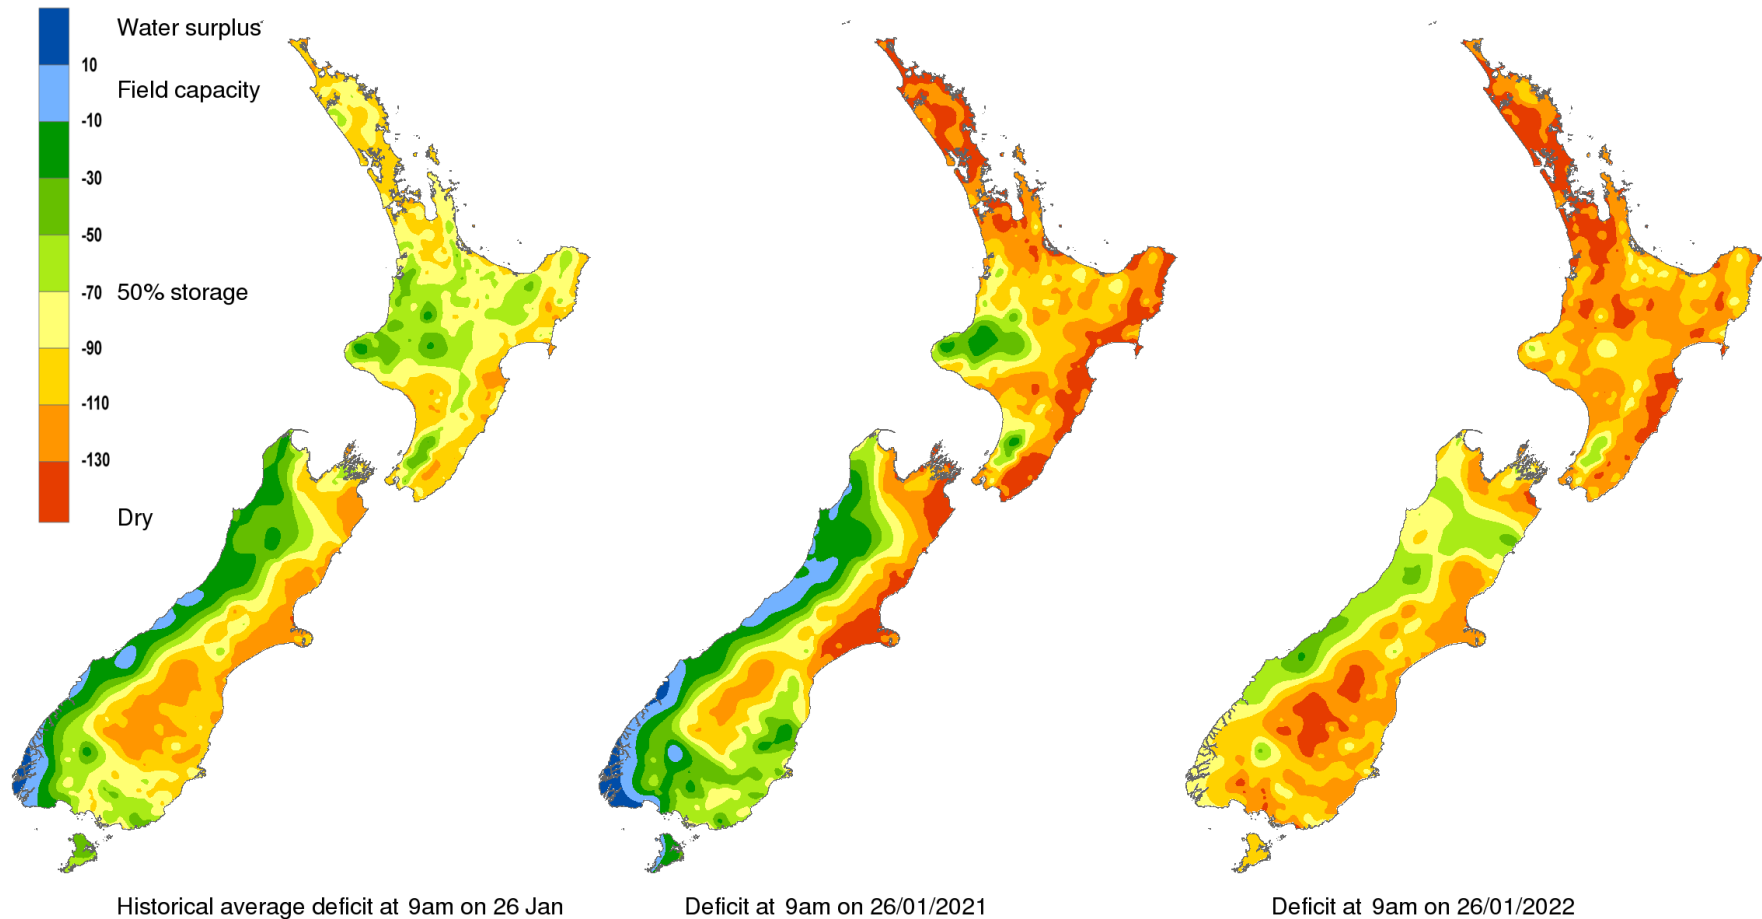 Water surplus
10
Field capacity
-10
-30
-50
-70
50% storage
-90
-110
-130
Dry
Historical average deficit at 9am on 26 Jan
Deficit at 9am on 26/01/2021
Deficit at 9am on 26/01/2022